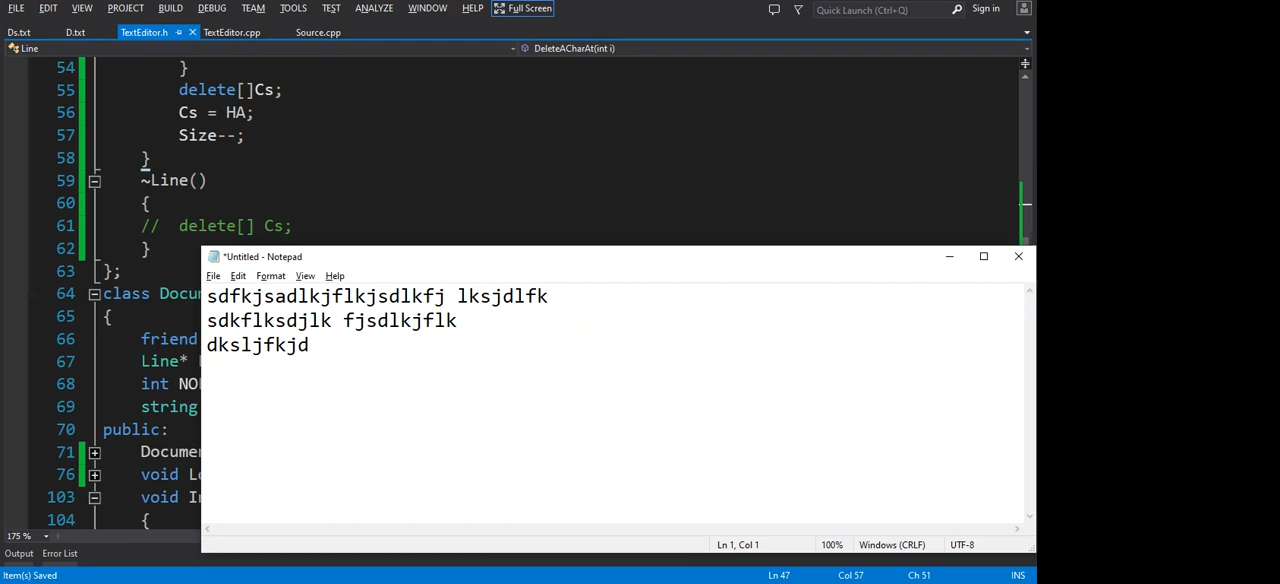 FILE EDIT VIEW PROJECT BUILD DEBUG TEAM TOOLS TEST ANALYZE WINDOW HELP Full Screen Quick Launch (Ctrl+Q) Sign in
Ds.txt D.txt TextEditor.h TextEditor.cpp Source.cpp
Line DeleteACharAt(int i)
54 }
55 delete[]Cs;
56 Cs = HA;
57 Size--;
58 }
59 ~Line()
60 {
61 // delete[] Cs;
62 }
63 };
64 class Docu
65 {
66 friend
67 Line*
68 int NO
69 string
70 public:
71 Documen
76 void L
103 void I
104 {
175 %
Output Error List
Item(s) Saved Ln 47 Col 57 Ch 51 INS
*Untitled - Notepad
File Edit Format View Help
sdfkjsadlkjflkjsdlkfj lksjdlfk
sdkflksdjlk fjsdlkjflk
dksljfkjd
Ln 1, Col 1 100% Windows (CRLF) UTF-8